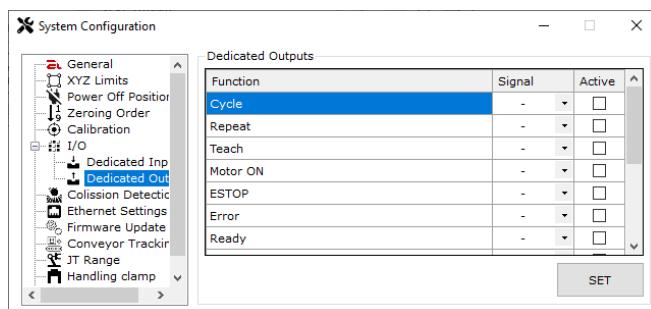 System Configuration
General
XYZ Limits
Power Off Position
Zeroing Order
Calibration
I/O
Dedicated Inp
Dedicated Out
Colission Detectic
Ethernet Settings
Firmware Update
Conveyor Trackir
JT Range
Handling clamp
Dedicated Outputs
Function Signal Active
Cycle -
Repeat -
Teach -
Motor ON -
ESTOP -
Error -
Ready -
SET